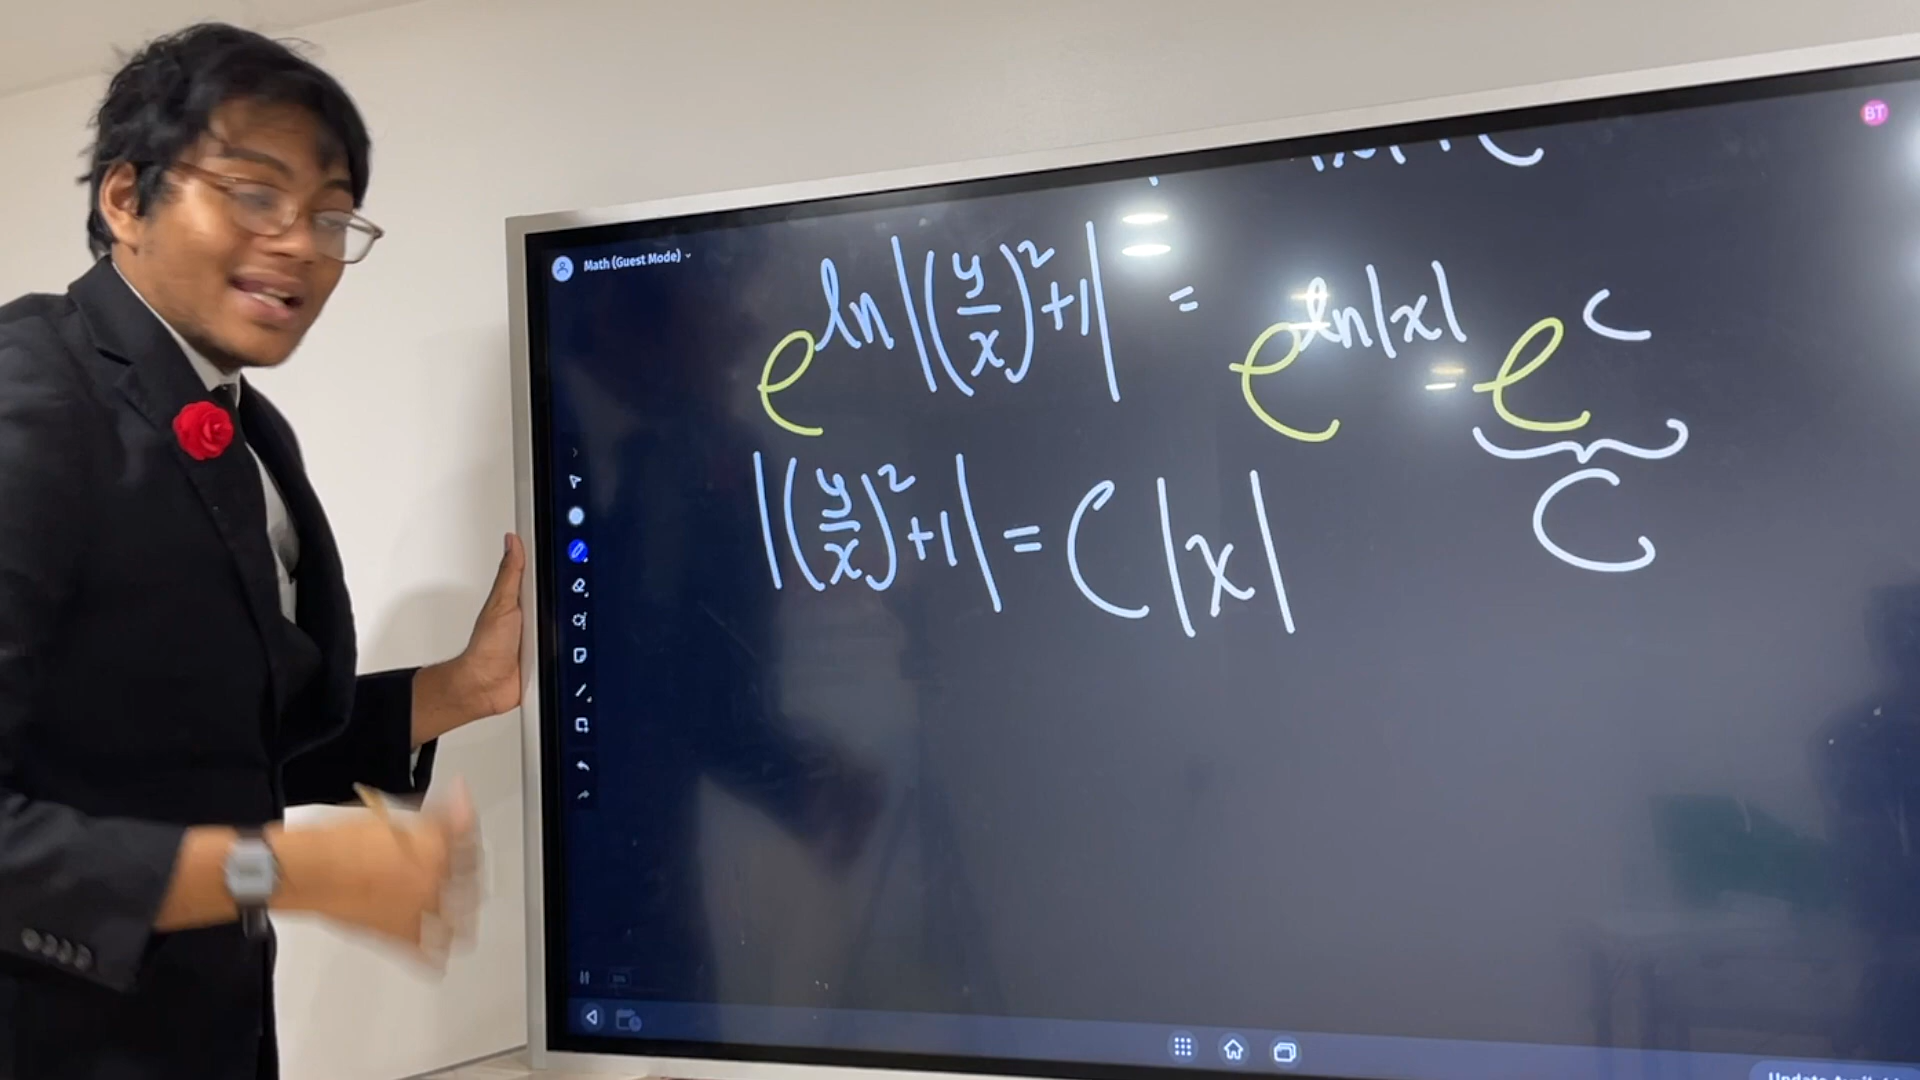 BT
Math (Guest Mode)
e^ln|(y/x)²+1| = e^ln|x| - e^c
|(y/x)²+1| = C|x|
C